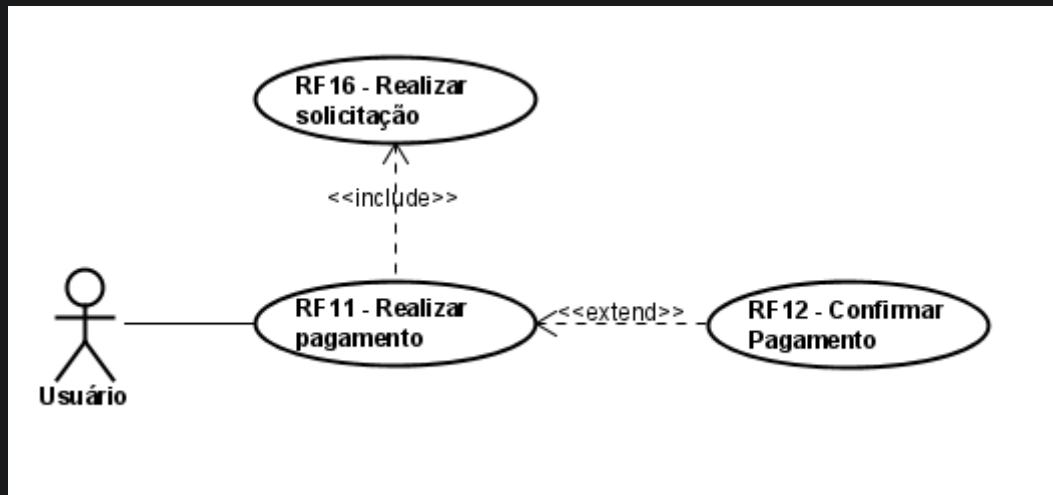 RF16 - Realizar
solicitação
<<include>>
RF11 - Realizar
pagamento
<<extend>>
RF12 - Confirmar
Pagamento
Usuário